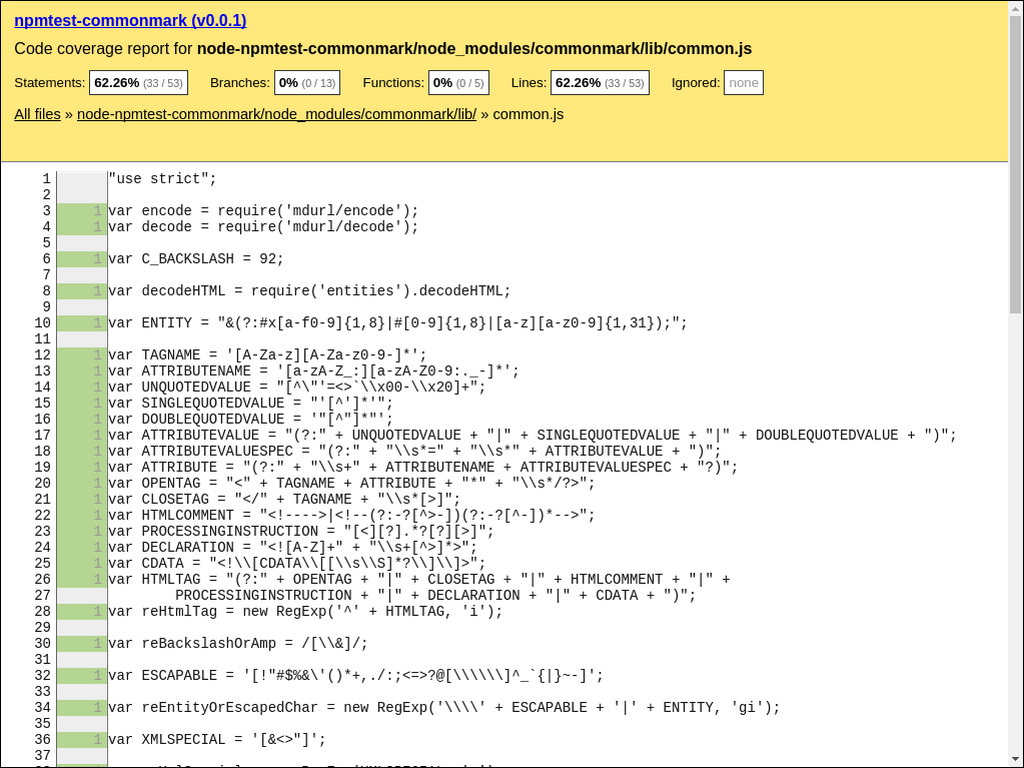 npmtest-commonmark (v0.0.1)
Code coverage report for node-npmtest-commonmark/node_modules/commonmark/lib/common.js
Statements: 62.26% (33 / 53) Branches: 0% (0 / 13) Functions: 0% (0 / 5) Lines: 62.26% (33 / 53) Ignored: none
All files » node-npmtest-commonmark/node_modules/commonmark/lib/ » common.js
1 "use strict";
2
3 1 var encode = require('mdurl/encode');
4 1 var decode = require('mdurl/decode');
5
6 1 var C_BACKSLASH = 92;
7
8 1 var decodeHTML = require('entities').decodeHTML;
9
10 1 var ENTITY = "&(?:#x[a-f0-9]{1,8}|#[0-9]{1,8}|[a-z][a-z0-9]{1,31});";
11
12 1 var TAGNAME = '[A-Za-z][A-Za-z0-9-]*';
13 1 var ATTRIBUTENAME = '[a-zA-Z_:][a-zA-Z0-9:._-]*';
14 1 var UNQUOTEDVALUE = "[^\"'=<>`\\x00-\\x20]+";
15 1 var SINGLEQUOTEDVALUE = "'[^']*'";
16 1 var DOUBLEQUOTEDVALUE = '"[^"]*"';
17 1 var ATTRIBUTEVALUE = "(?:" + UNQUOTEDVALUE + "|" + SINGLEQUOTEDVALUE + "|" + DOUBLEQUOTEDVALUE + ")";
18 1 var ATTRIBUTEVALUESPEC = "(?:" + "\\s*=" + "\\s*" + ATTRIBUTEVALUE + ")";
19 1 var ATTRIBUTE = "(?:" + "\\s+" + ATTRIBUTENAME + ATTRIBUTEVALUESPEC + "?)";
20 1 var OPENTAG = "<" + TAGNAME + ATTRIBUTE + "*" + "\\s*/?>";
21 1 var CLOSETAG = "</" + TAGNAME + "\\s*[>]";
22 1 var HTMLCOMMENT = "<!---->|<!--(?:-?[^>-])(?:-?[^-])*-->";
23 1 var PROCESSINGINSTRUCTION = "[<][?].*?[?][>]";
24 1 var DECLARATION = "<![A-Z]+" + "\\s+[^>]*>";
25 1 var CDATA = "<!\\[CDATA\\[[\\s\\S]*?\\]\\]>";
26 1 var HTMLTAG = "(?:" + OPENTAG + "|" + CLOSETAG + "|" + HTMLCOMMENT + "|" +
27 PROCESSINGINSTRUCTION + "|" + DECLARATION + "|" + CDATA + ")";
28 1 var reHtmlTag = new RegExp('^' + HTMLTAG, 'i');
29
30 1 var reBackslashOrAmp = /[\\&]/;
31
32 1 var ESCAPABLE = '[!"#$%&\'()*+,./:;<=>?@[\\\\\\]^_`{|}~-]';
33
34 1 var reEntityOrEscapedChar = new RegExp('\\\\' + ESCAPABLE + '|' + ENTITY, 'gi');
35
36 1 var XMLSPECIAL = '[&<>"]';
37